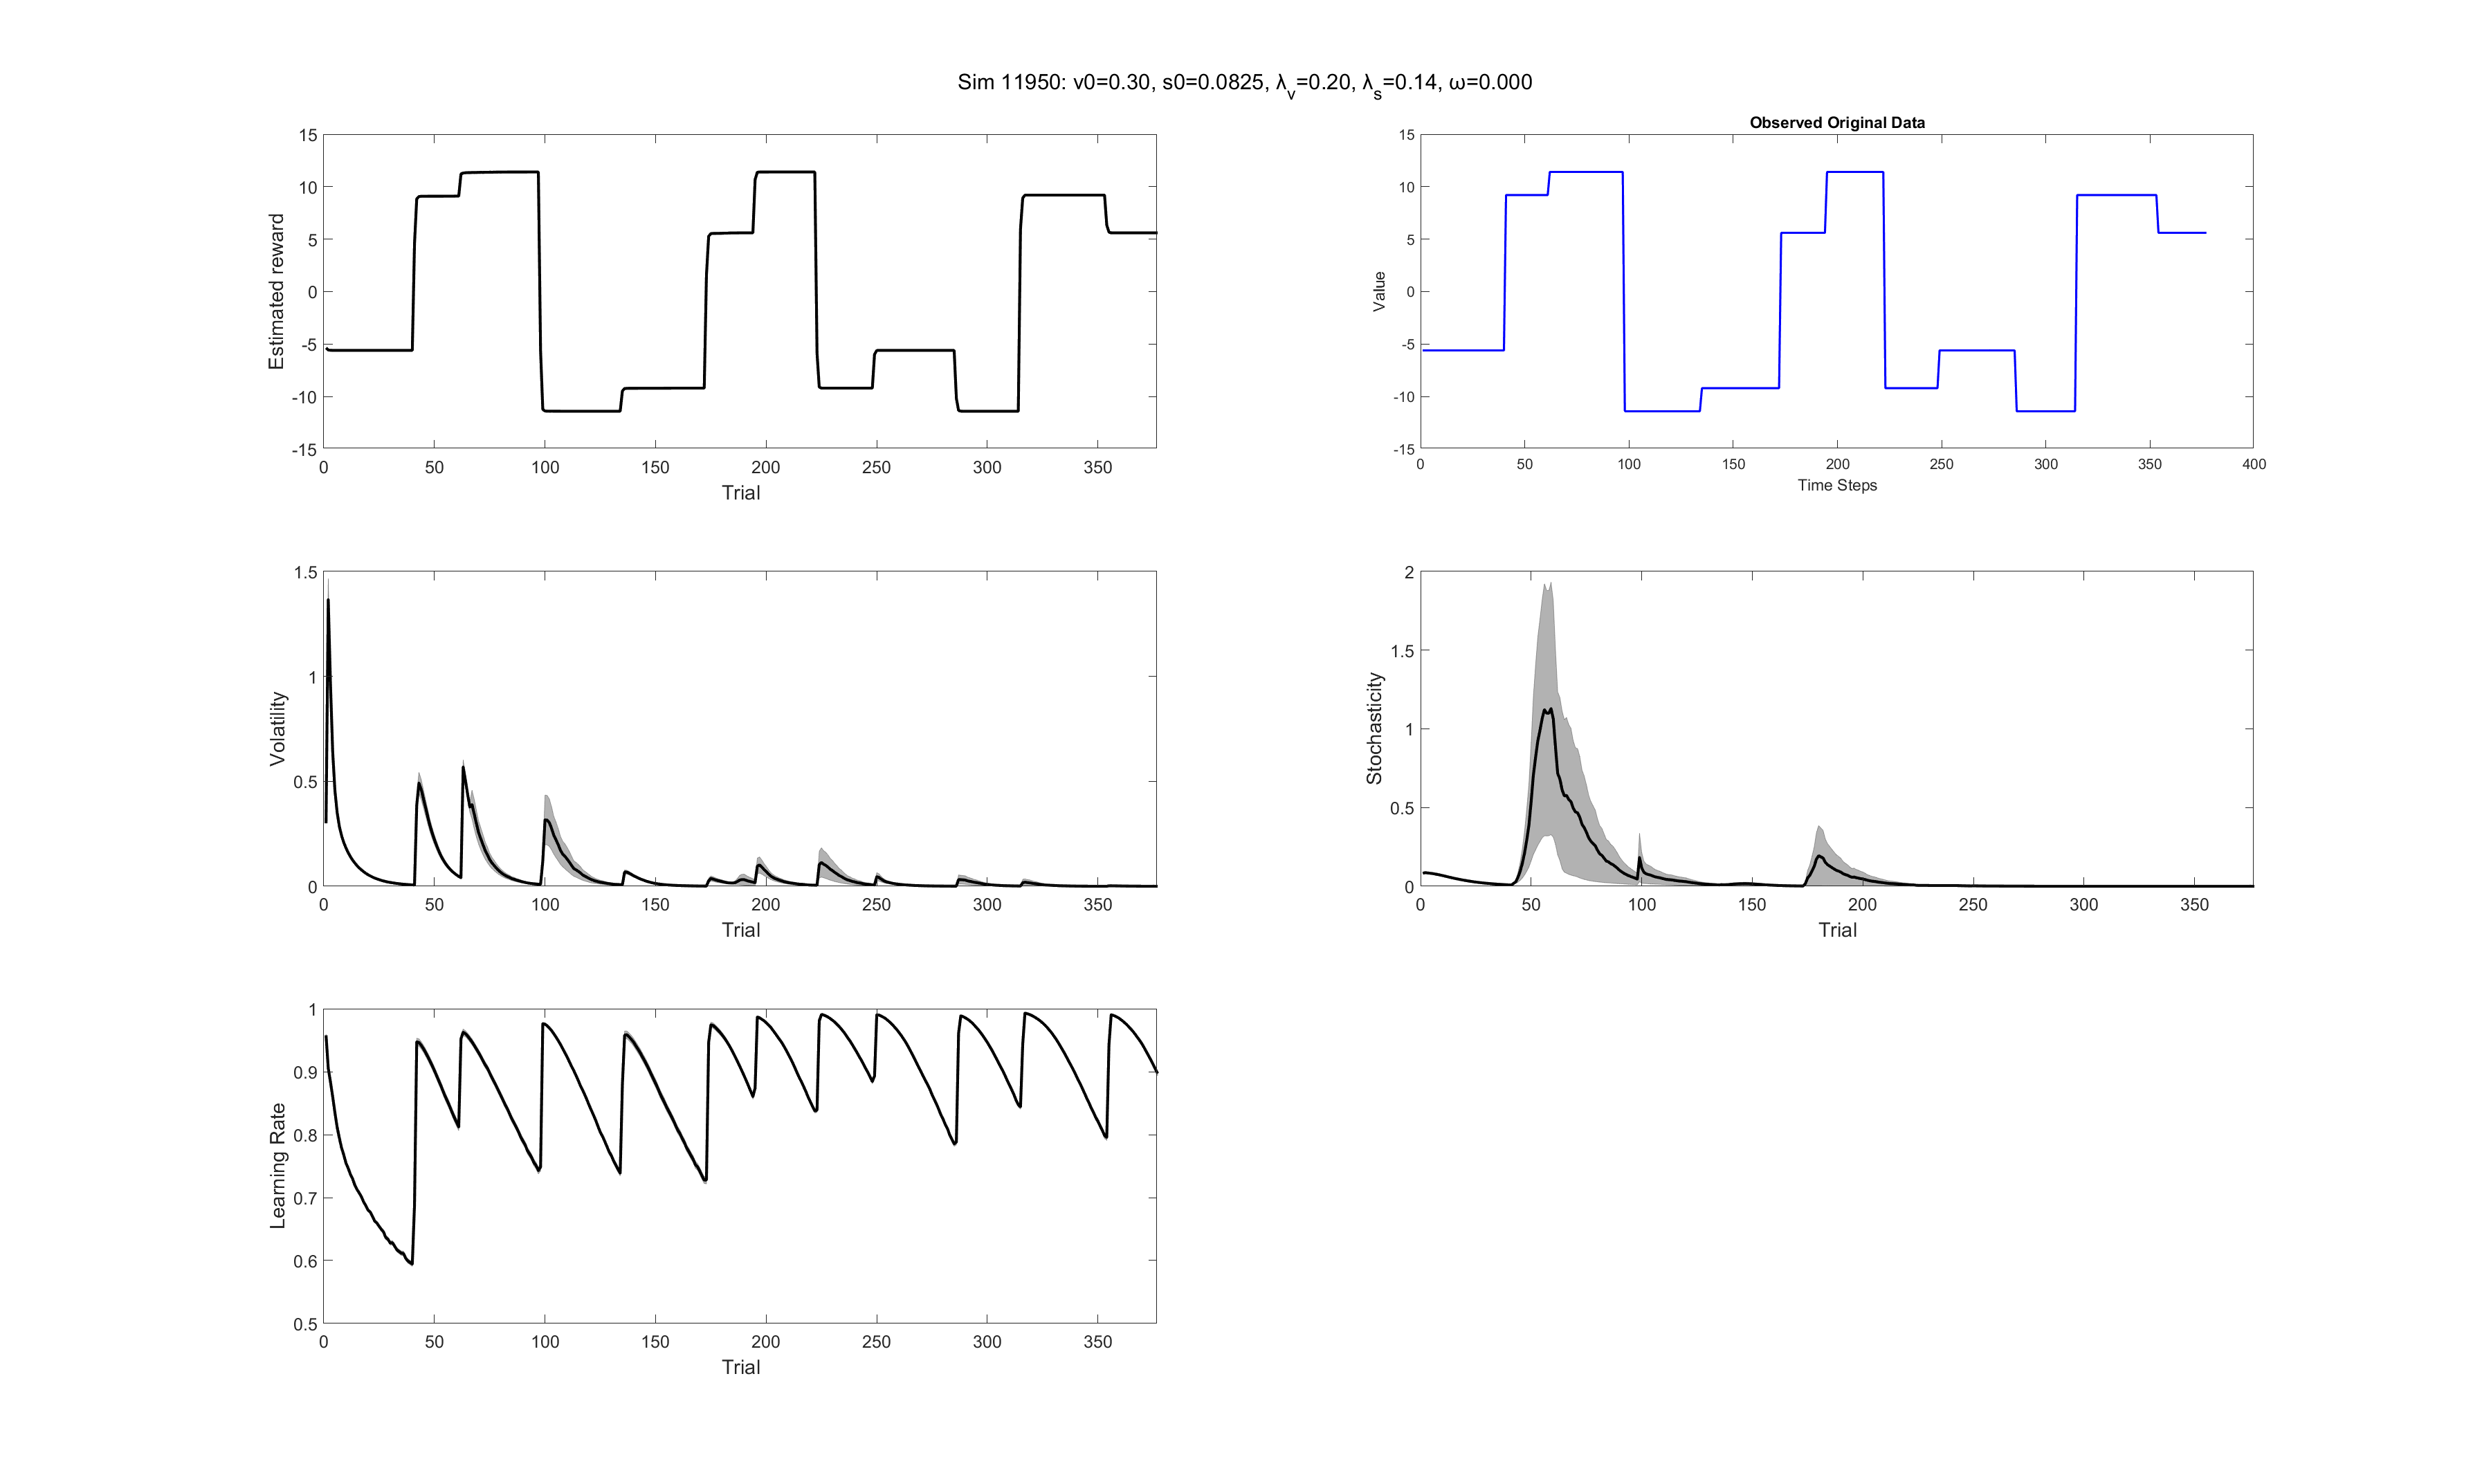 Sim 11950: v0=0.30, s0=0.0825, λv=0.20, λs=0.14, ω=0.000
15
10
5
0
-5
-10
-15
Estimated reward
0 50 100 150 200 250 300 350
Trial
Observed Original Data
15
10
5
0
-5
-10
-15
Value
0 50 100 150 200 250 300 350 400
Time Steps
1.5
1
0.5
0
Volatility
0 50 100 150 200 250 300 350
Trial
2
1.5
1
0.5
0
Stochasticity
0 50 100 150 200 250 300 350
Trial
1
0.9
0.8
0.7
0.6
0.5
Learning Rate
0 50 100 150 200 250 300 350
Trial